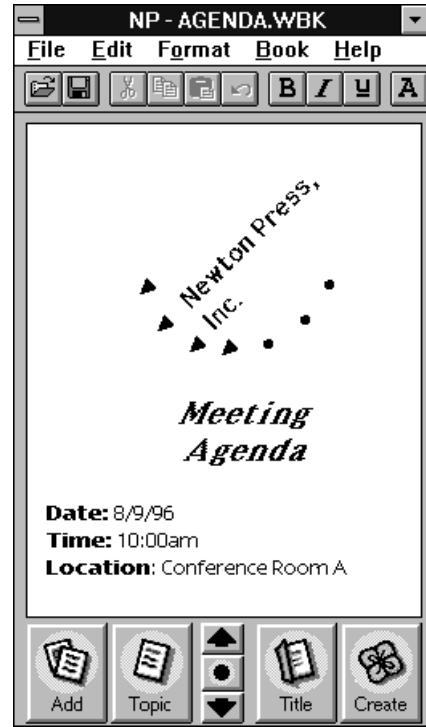 NP - AGENDA.WBK
File Edit Format Book Help
B I U A
Newton Press,
Inc.
Meeting
Agenda
Date: 8/9/96
Time: 10:00am
Location: Conference Room A
Add Topic Title Create